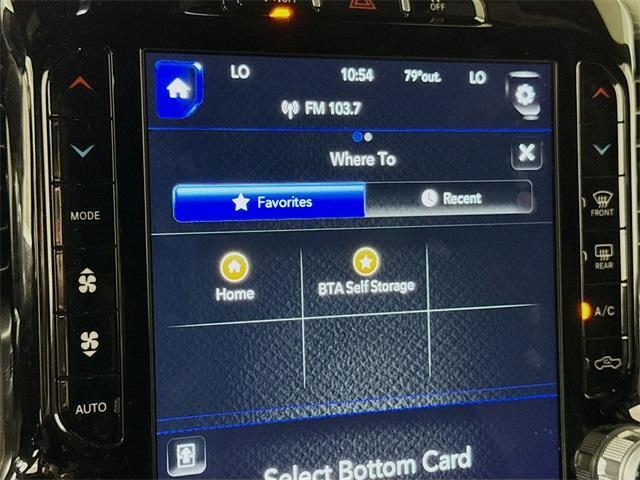 OFF
LO
10:54
79°out.
LO
FM 103.7
Where To
Favorites
Recent
MODE
FRONT
Home
BTA Self Storage
REAR
A/C
AUTO
Select Bottom Card